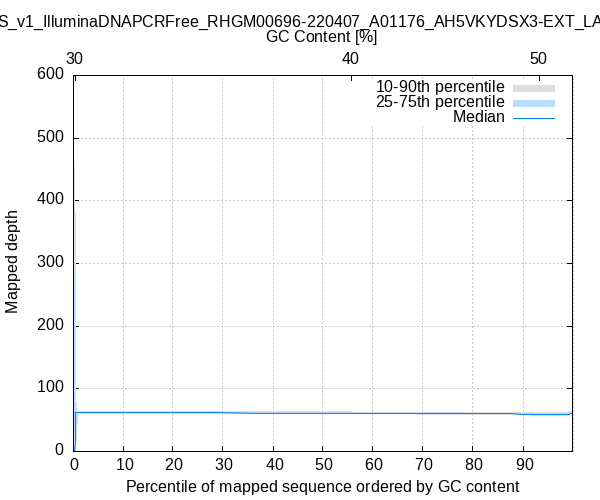 S_v1_IlluminaDNAPCRFree_RHGM00696-220407_A01176_AH5VKYDSX3-EXT_LA
GC Content [%]
30 40 50
600
500
400
300
200
100
0
Mapped depth
10-90th percentile
25-75th percentile
Median
0 10 20 30 40 50 60 70 80 90
Percentile of mapped sequence ordered by GC content